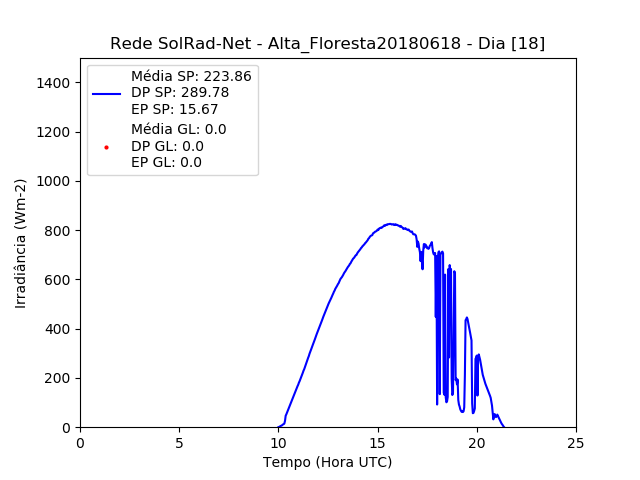 Rede SolRad-Net - Alta_Floresta20180618 - Dia [18]
Média SP: 223.86
DP SP: 289.78
EP SP: 15.67
Média GL: 0.0
DP GL: 0.0
EP GL: 0.0
1400
1200
1000
800
600
400
200
0
0 5 10 15 20 25
Irradiância (Wm-2)
Tempo (Hora UTC)